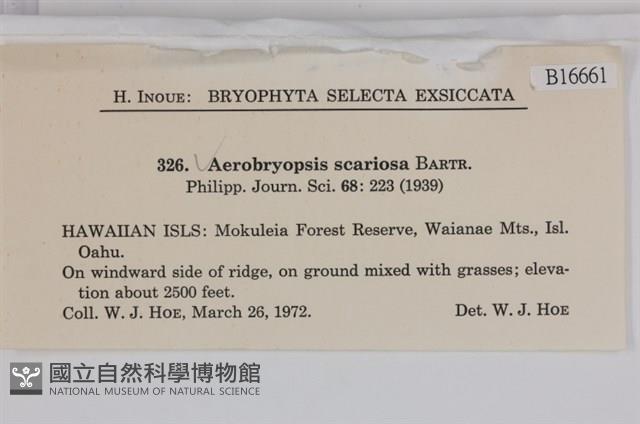 B16661
H. INOUE: BRYOPHYTA SELECTA EXSICCATA
326. Aerobryopsis scariosa BARTR.
Philipp. Journ. Sci. 68: 223 (1939)
HAWAIIAN ISLS: Mokuleia Forest Reserve, Waianae Mts., Isl.
Oahu.
On windward side of ridge, on ground mixed with grasses; eleva-
tion about 2500 feet.
Coll. W. J. HOE, March 26, 1972. Det. W. J. HOE
國立自然科學博物館
NATIONAL MUSEUM OF NATURAL SCIENCE